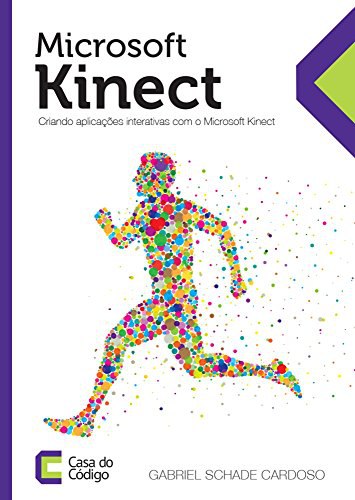 Microsoft
Kinect
Criando aplicações interativas com o Microsoft Kinect
Casa do
Código
GABRIEL SCHADE CARDOSO